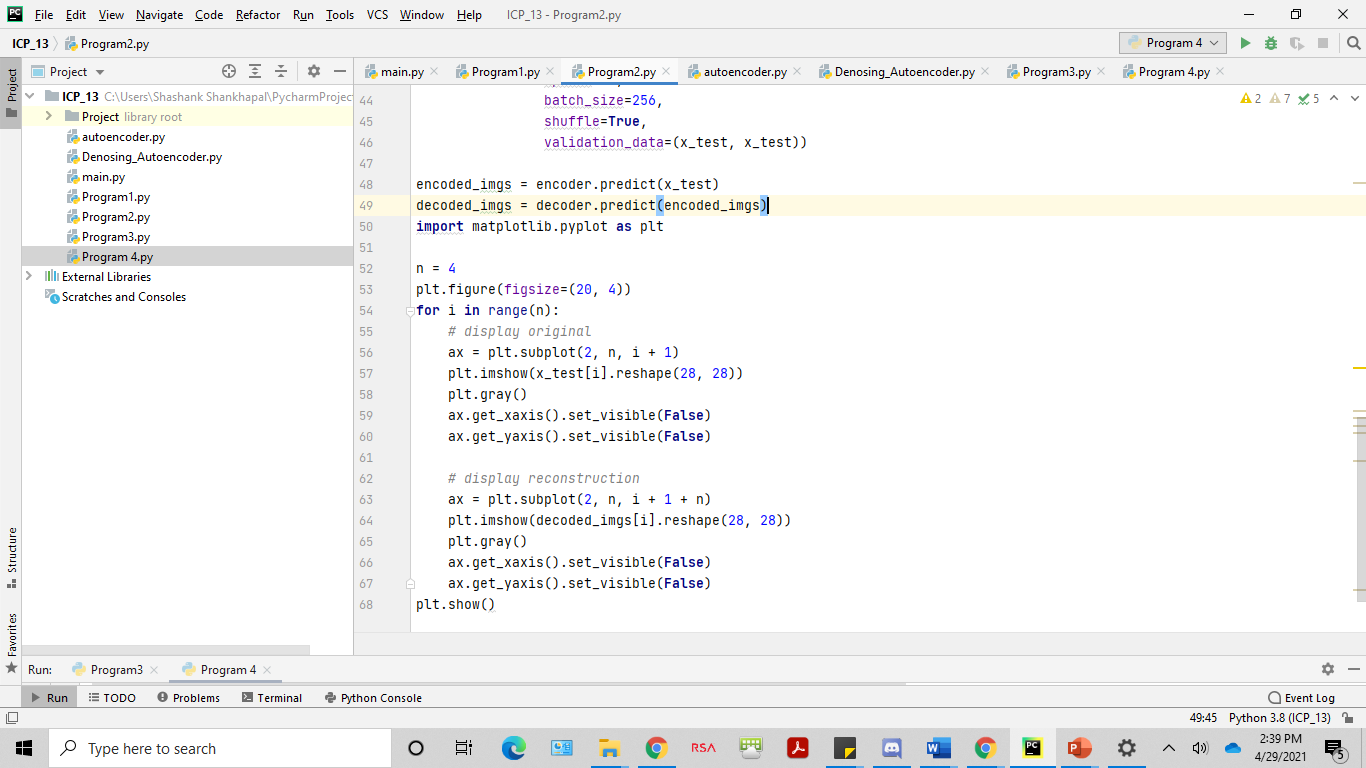 PC File Edit View Navigate Code Refactor Run Tools VCS Window Help ICP_13 - Program2.py
ICP_13 Program2.py Program 4
Project
Project
main.py Program1.py Program2.py autoencoder.py Denosing_Autoencoder.py Program3.py Program 4.py
ICP_13 C:\Users\Shashank Shankhapal\PycharmProject
Project library root
autoencoder.py
Denosing_Autoencoder.py
main.py
Program1.py
Program2.py
Program3.py
Program 4.py
External Libraries
Scratches and Consoles
2 7 5
44 batch_size=256,
45 shuffle=True,
46 validation_data=(x_test, x_test))
47
48 encoded_imgs = encoder.predict(x_test)
49 decoded_imgs = decoder.predict(encoded_imgs)
50 import matplotlib.pyplot as plt
51
52 n = 4
53 plt.figure(figsize=(20, 4))
54 for i in range(n):
55 # display original
56 ax = plt.subplot(2, n, i + 1)
57 plt.imshow(x_test[i].reshape(28, 28))
58 plt.gray()
59 ax.get_xaxis().set_visible(False)
60 ax.get_yaxis().set_visible(False)
61
62 # display reconstruction
63 ax = plt.subplot(2, n, i + 1 + n)
64 plt.imshow(decoded_imgs[i].reshape(28, 28))
65 plt.gray()
66 ax.get_xaxis().set_visible(False)
67 ax.get_yaxis().set_visible(False)
68 plt.show()
Structure
Favorites
Run: Program3 Program 4
Run TODO Problems Terminal Python Console Event Log
49:45 Python 3.8 (ICP_13)
Type here to search
RSA
PC
2:39 PM
4/29/2021
5